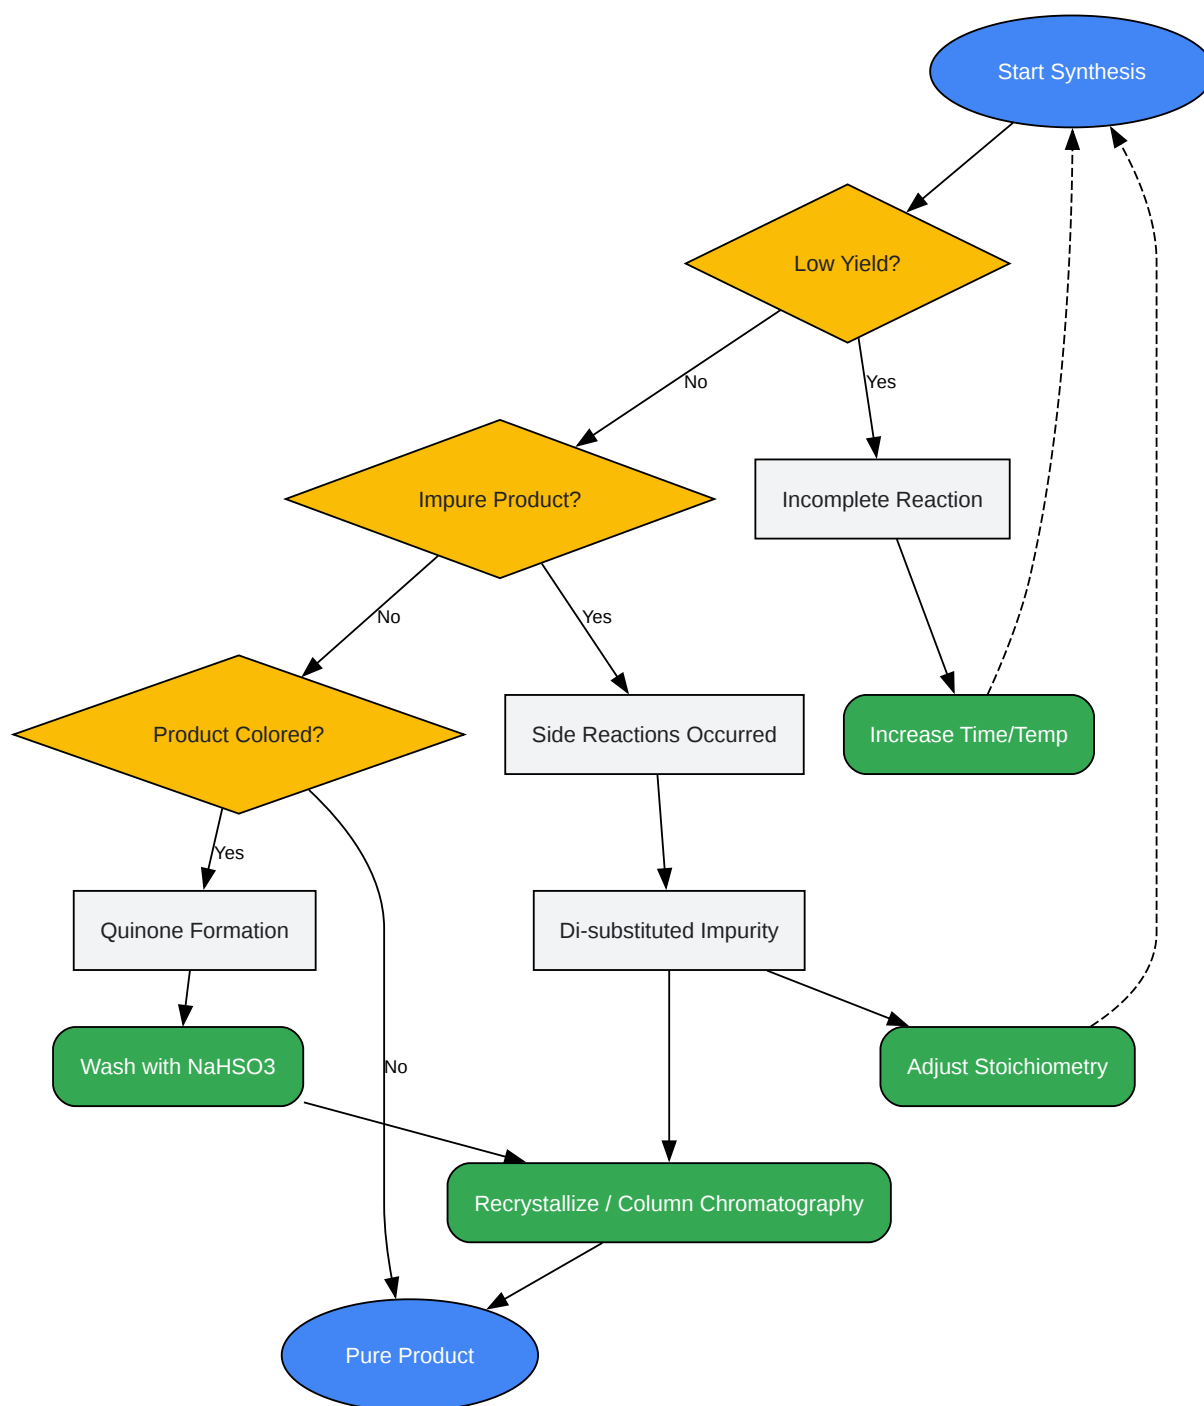 Start Synthesis
Low Yield?
No
Yes
Impure Product?
Incomplete Reaction
No
Yes
Product Colored?
Side Reactions Occurred
Increase Time/Temp
Yes
Quinone Formation
Di-substituted Impurity
Wash with NaHSO3
No
Adjust Stoichiometry
Recrystallize / Column Chromatography
Pure Product